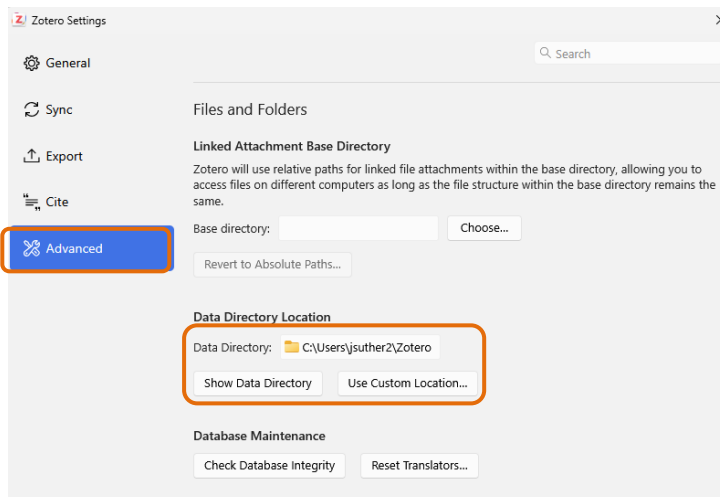 Zotero Settings
General
Sync
Export
Cite
Advanced
Search
Files and Folders
Linked Attachment Base Directory
Zotero will use relative paths for linked file attachments within the base directory, allowing you to
access files on different computers as long as the file structure within the base directory remains the
same.
Base directory:
Choose...
Revert to Absolute Paths...
Data Directory Location
Data Directory: C:\Users\jsuther2\Zotero
Show Data Directory
Use Custom Location...
Database Maintenance
Check Database Integrity
Reset Translators...